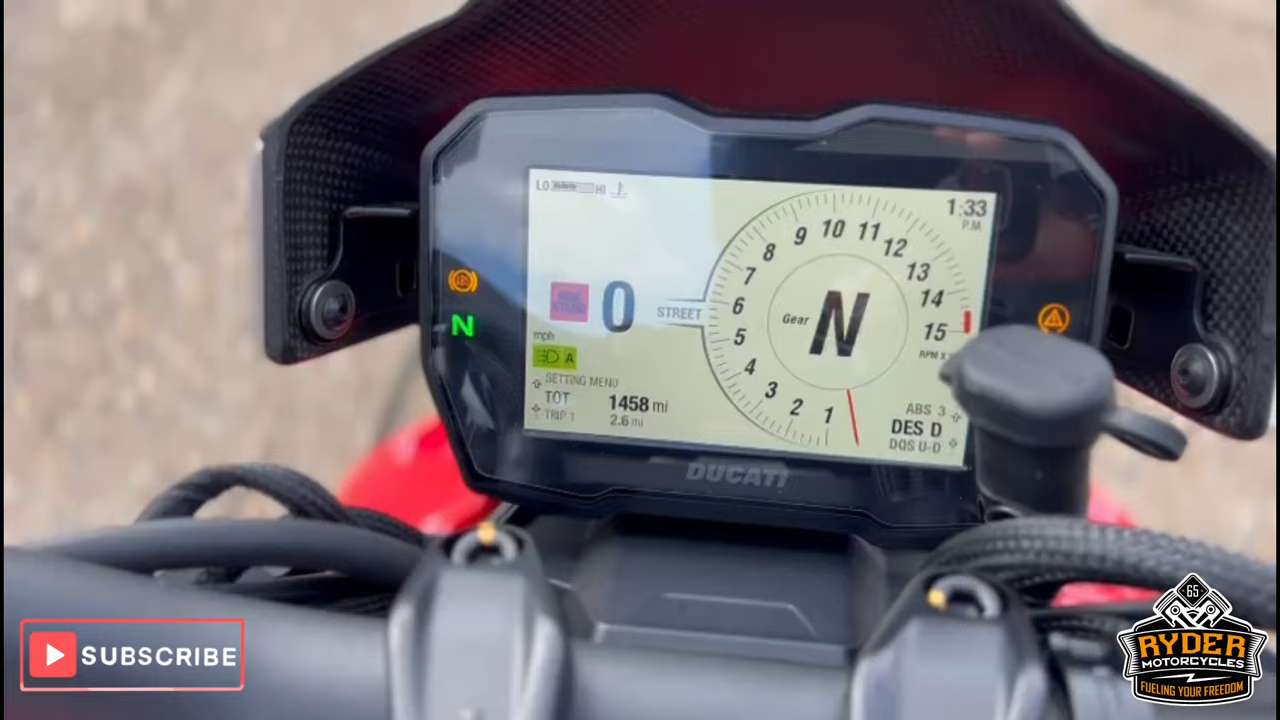 LO HI
1:33
P.M.
10
11
9
12
8
13
7
14
6
15
5
4
3
2
1
RPM X
Gear N
STREET
0
mph
A
SETTING MENU
TOT 1458 mi
TRIP 1 2.6 mi
ABS 3
DES D
DQS U-D
ABS
N
DUCATI
SUBSCRIBE
65
RYDER
MOTORCYCLES
FUELING YOUR FREEDOM